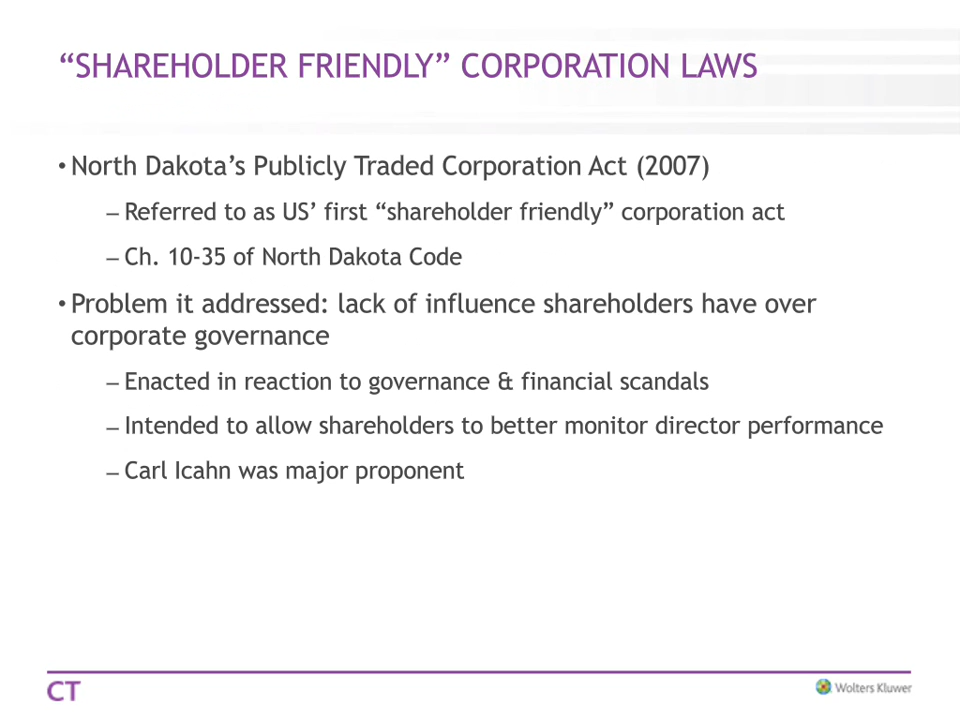 “SHAREHOLDER FRIENDLY” CORPORATION LAWS
• North Dakota’s Publicly Traded Corporation Act (2007)
– Referred to as US’ first “shareholder friendly” corporation act
– Ch. 10-35 of North Dakota Code
• Problem it addressed: lack of influence shareholders have over
corporate governance
– Enacted in reaction to governance & financial scandals
– Intended to allow shareholders to better monitor director performance
– Carl Icahn was major proponent
CT
Wolters Kluwer